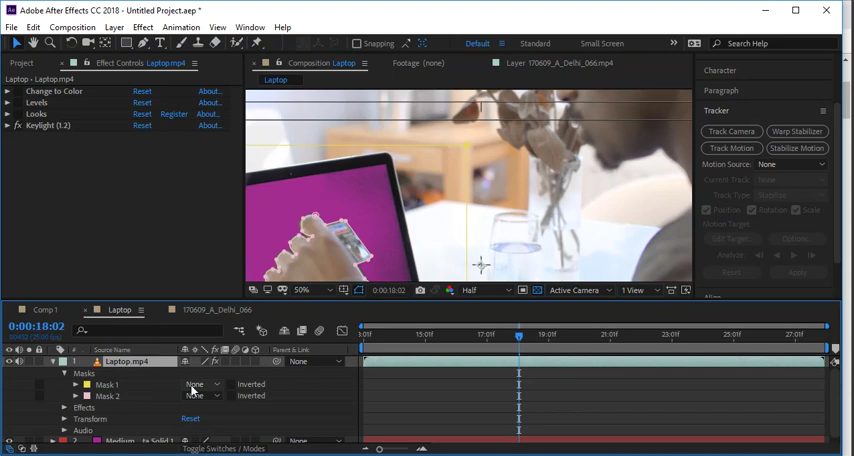 Adobe After Effects CC 2018 - Untitled Project.aep *
File Edit Composition Layer Effect Animation View Window Help
Snapping Default Standard Small Screen Search Help
Project Effect Controls Laptop.mp4 Composition Laptop Footage (none) Layer 170609_A_Delhi_066.mp4
Laptop • Laptop.mp4
Laptop
Change to Color Reset About...
Levels Reset About...
Looks Reset Register About...
fx Keylight (1.2) Reset About...
Character
Paragraph
Tracker
Track Camera Warp Stabilizer
Track Motion Stabilize Motion
Motion Source: None
Current Track: None
Track Type: Stabilize
Position Rotation Scale
Motion Target:
Edit Target... Options...
Analyze:
Reset Apply
Align
50% 0:00:18:02 Half Active Camera 1 View
Comp 1 Laptop 170609_A_Delhi_066
0:00:18:02
00452 (25.00 fps)
15:01f 17:01f 19:01f 21:01f 23:01f 25:01f 27:01f
# Source Name Parent & Link
1 Laptop.mp4 None
Masks
Mask 1 None Inverted
Mask 2 None Inverted
Effects
Transform Reset
Audio
2 None
Toggle Switches / Modes